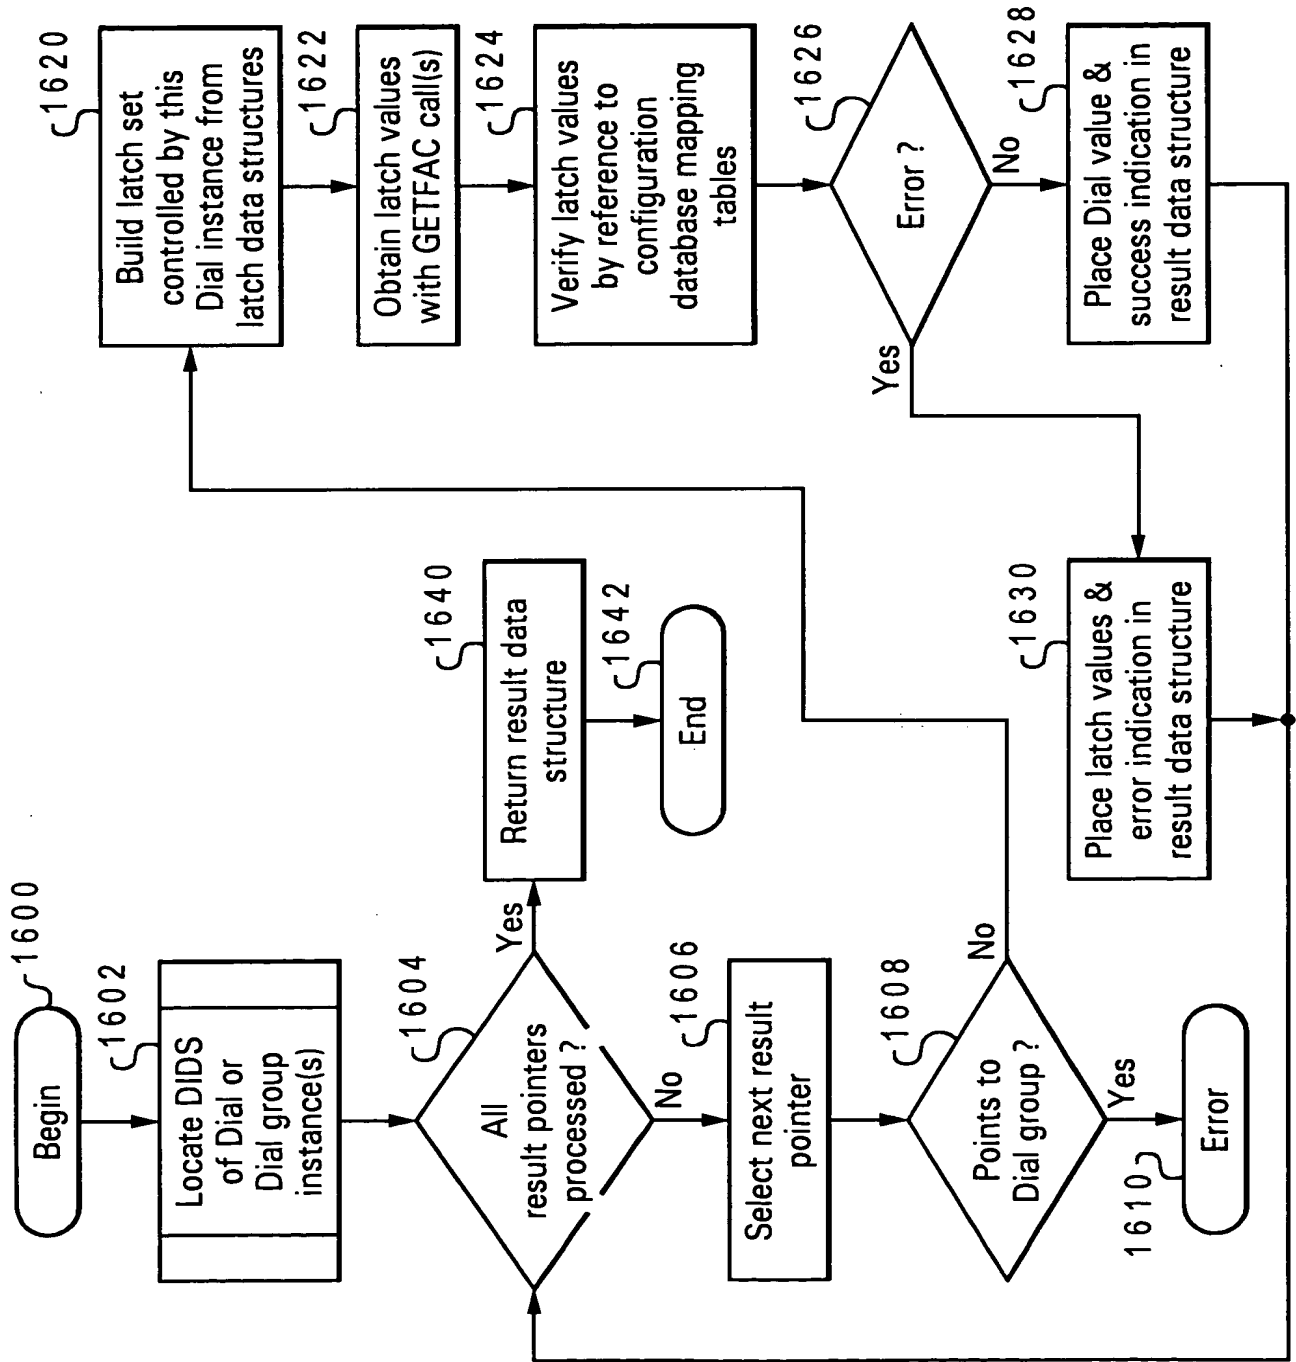 1600
Begin
1602
Locate DIDS
of Dial or
Dial group
instance(s)
1604
All
result pointers
processed ?
Yes
No
1640
Return result data
structure
1642
End
1606
Select next result
pointer
1608
Points to
Dial group ?
No
Yes
1610
Error
1620
Build latch set
controlled by this
Dial instance from
latch data structures
1622
Obtain latch values
with GETFAC call(s)
1624
Verify latch values
by reference to
configuration
database mapping
tables
1626
Error ?
Yes
No
1628
Place Dial value &
success indication in
result data structure
1630
Place latch values &
error indication in
result data structure